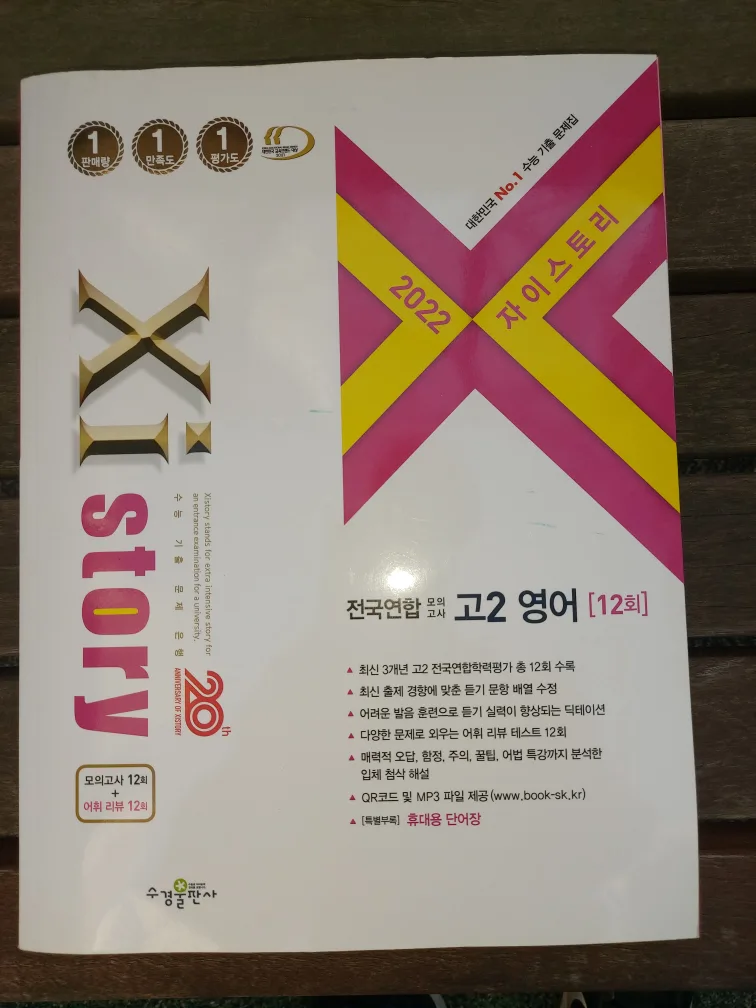 1
판매량
1
만족도
1
평가도
대한민국 No.1 수능 기출 문제집
2022
자이스토리
Xi
story
Xistory stands for extra intensive story for
an entrance examination for a university.
수능 기출 문제 은행
20th
ANNIVERSARY OF XISTORY
전국연합 모의
고사 고2 영어 [12회]
▲ 최신 3개년 고2 전국연합학력평가 총 12회 수록
▲ 최신 출제 경향에 맞춘 듣기 문항 배열 수정
▲ 어려운 발음 훈련으로 듣기 실력이 향상되는 딕테이션
▲ 다양한 문제로 외우는 어휘 리뷰 테스트 12회
▲ 매력적 오답, 함정, 주의, 꿀팁, 어법 특강까지 분석한
입체 첨삭 해설
▲ QR코드 및 MP3 파일 제공(www.book-sk.kr)
▲ [특별부록] 휴대용 단어장
모의고사 12회
+
어휘 리뷰 12회
수경출판사